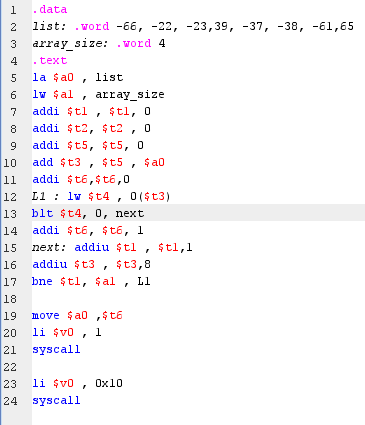 1 .data
2 list: .word -66, -22, -23,39, -37, -38, -61,65
3 array_size: .word 4
4 .text
5 la $a0 , list
6 lw $a1 , array_size
7 addi $t1 , $t1, 0
8 addi $t2, $t2 , 0
9 addi $t5, $t5, 0
10 add $t3 , $t5 , $a0
11 addi $t6,$t6,0
12 L1 : lw $t4 , 0($t3)
13 blt $t4, 0, next
14 addi $t6, $t6, 1
15 next: addiu $t1 , $t1,1
16 addiu $t3 , $t3,8
17 bne $t1, $a1 , L1
18
19 move $a0 ,$t6
20 li $v0 , 1
21 syscall
22
23 li $v0 , 0x10
24 syscall